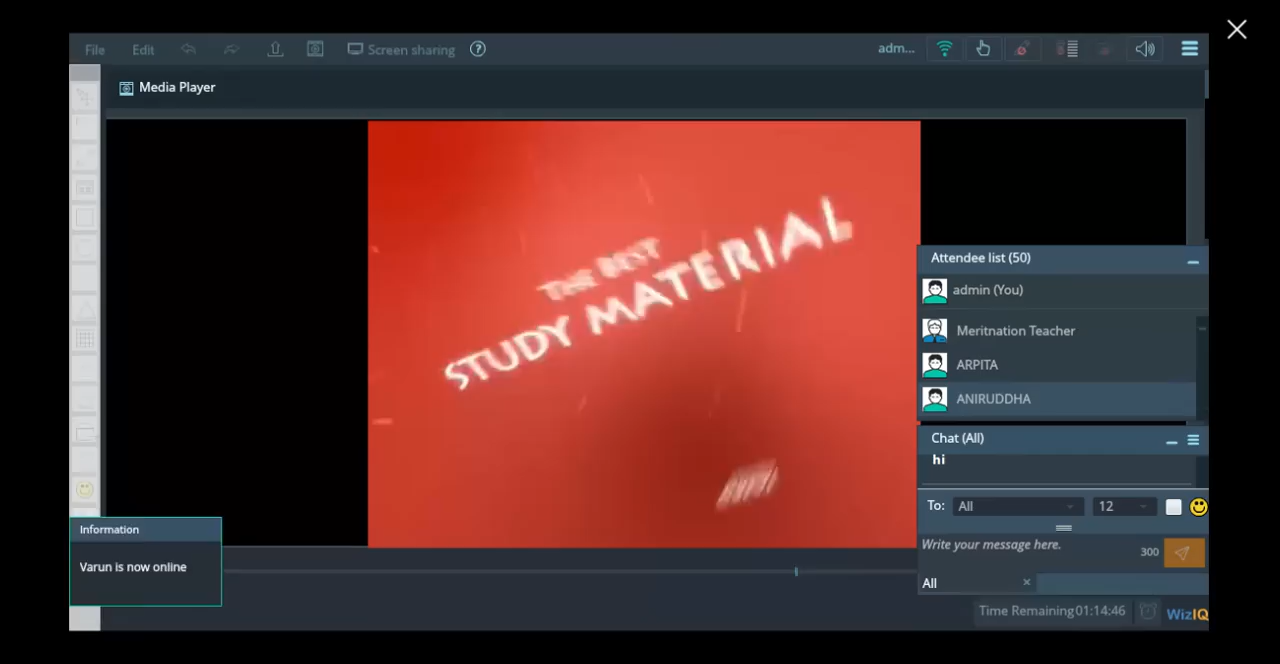 File Edit Screen sharing ? adm...
Media Player
THE BEST
STUDY MATERIAL
Attendee list (50)
admin (You)
Meritnation Teacher
ARPITA
ANIRUDDHA
Chat (All)
hi
To: All 12
Write your message here. 300
All
Information
Varun is now online
Time Remaining 01:14:46 WizIQ